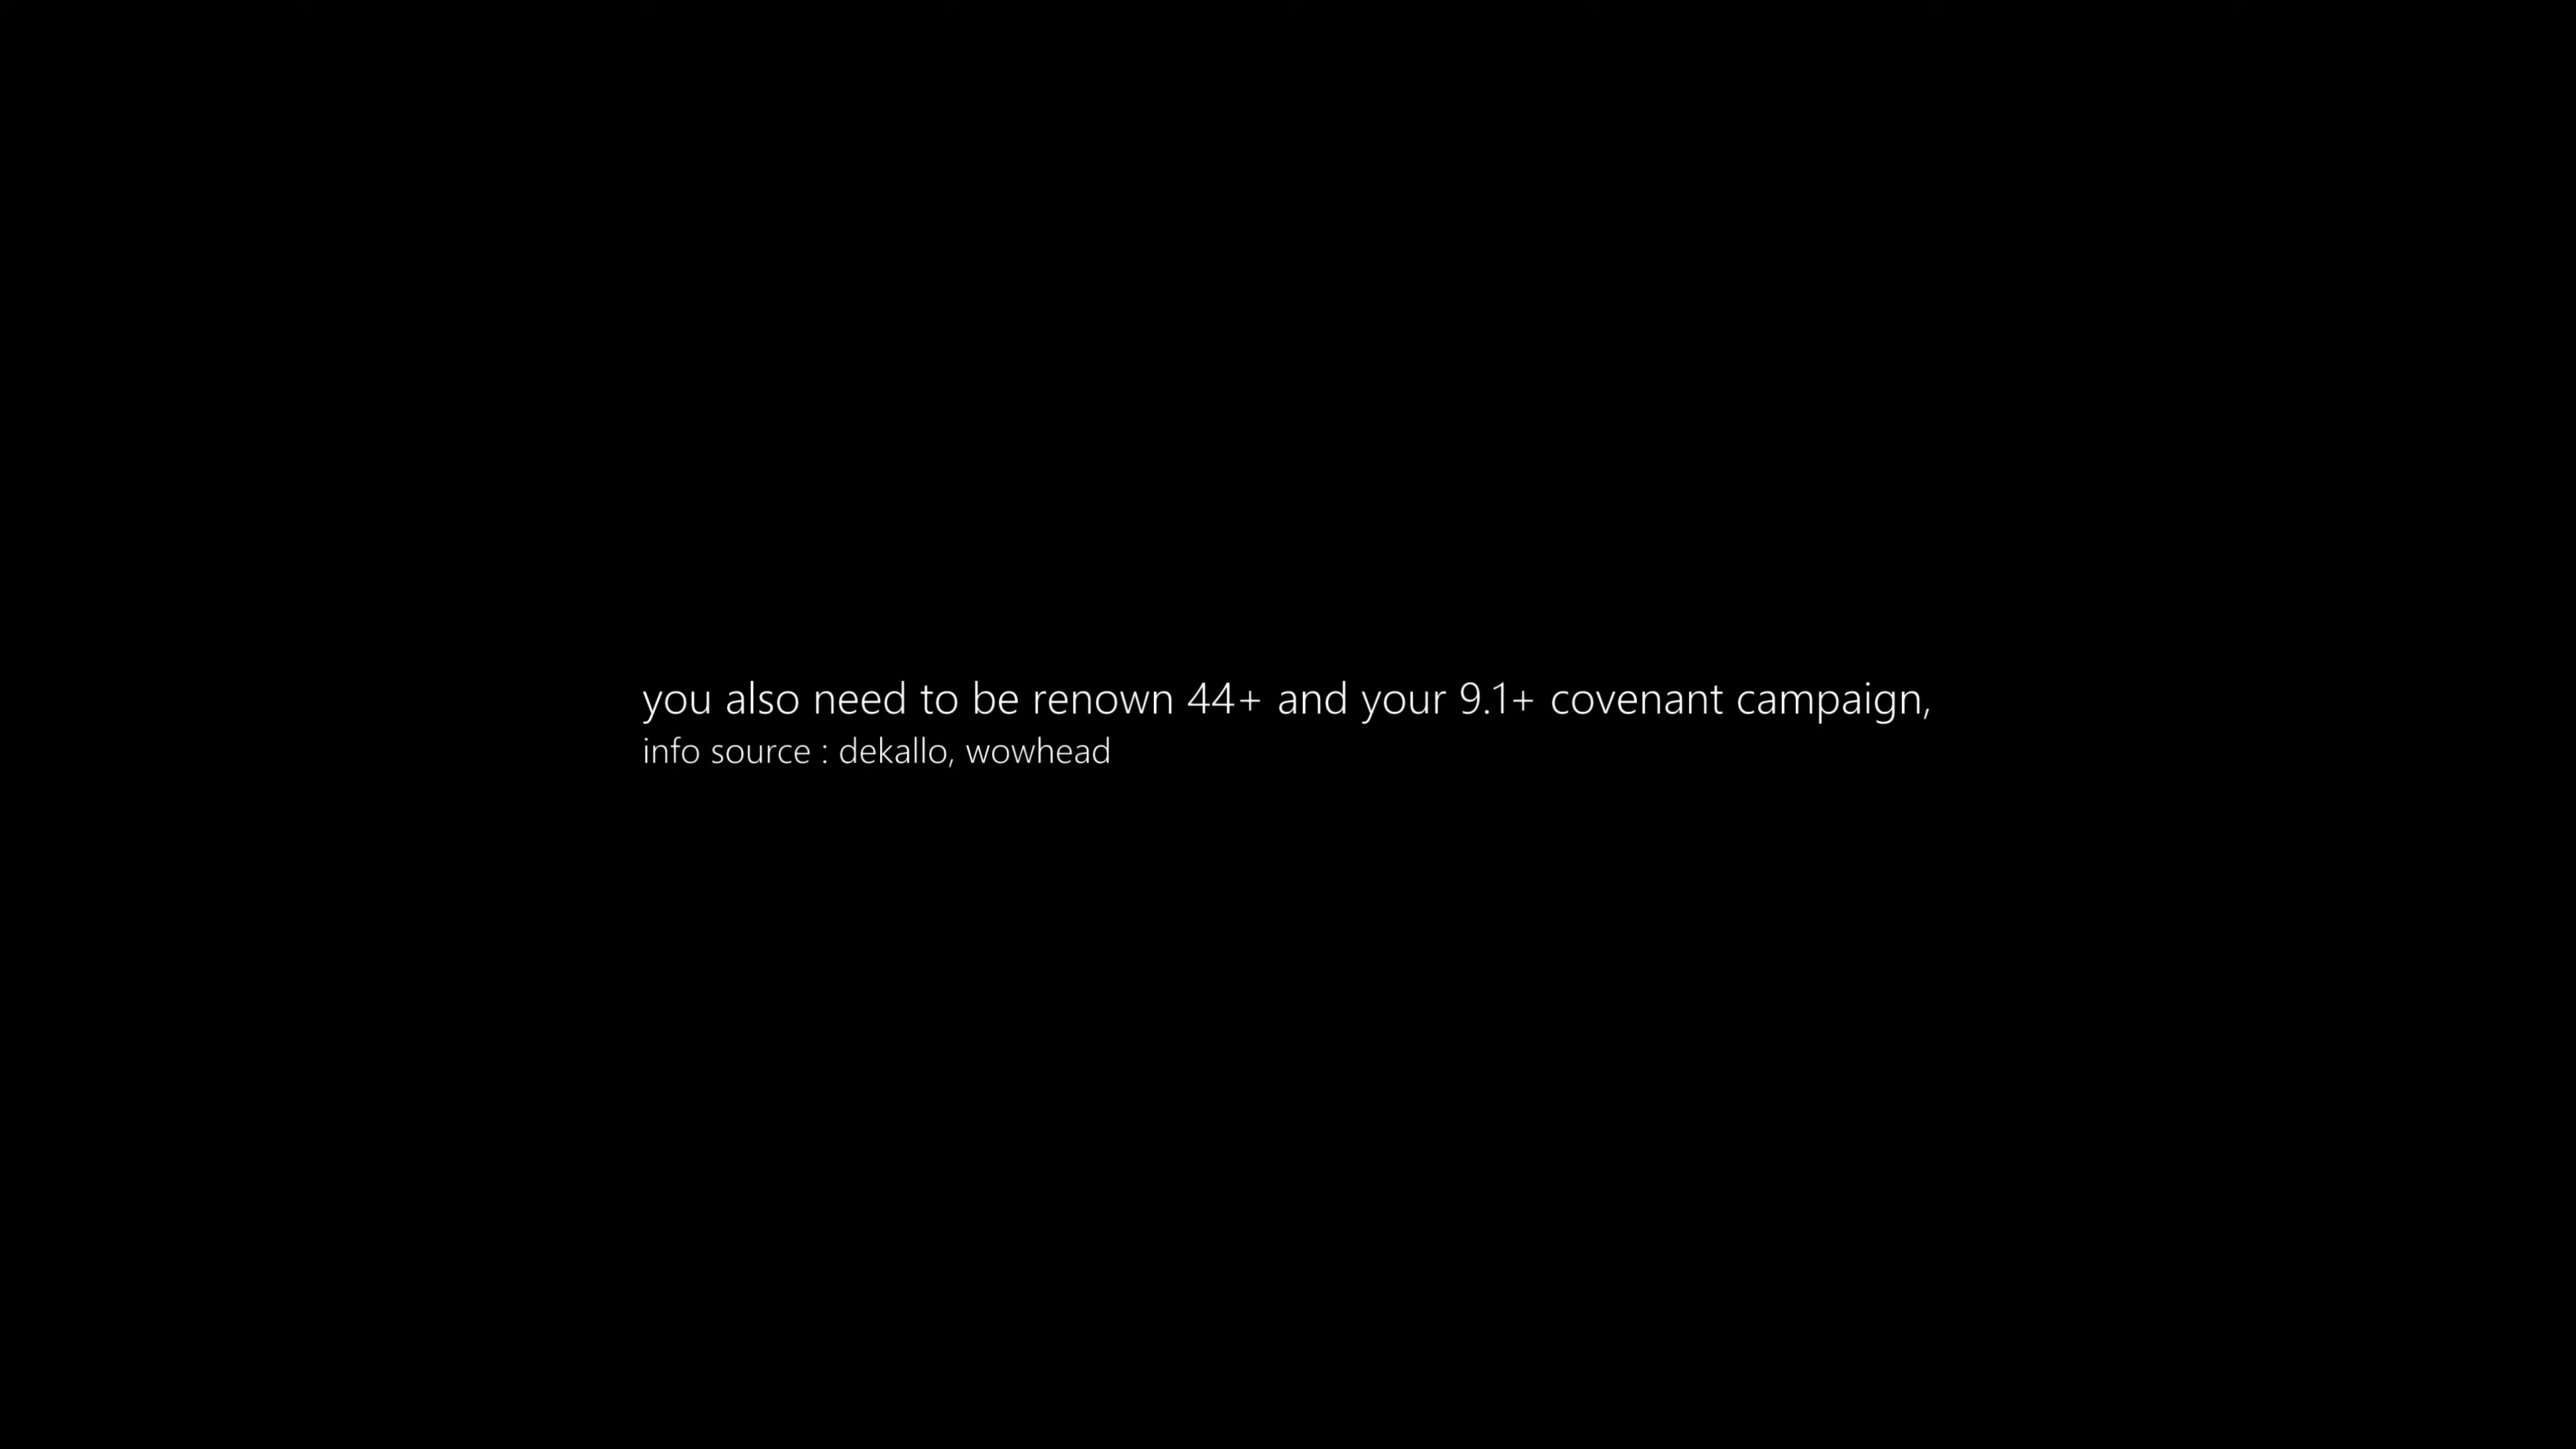 you also need to be renown 44+ and your 9.1+ covenant campaign,
info source : dekallo, wowhead